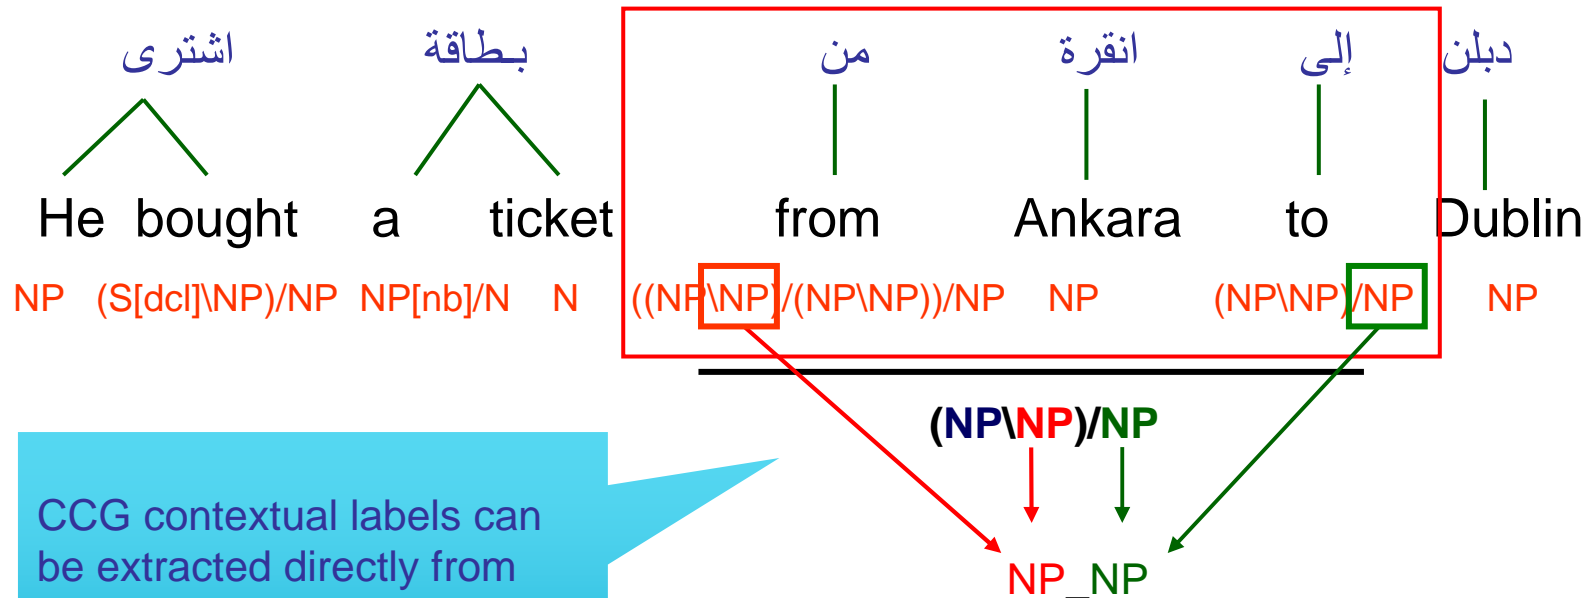 اشترى بـطاقة من انقرة إلى دبلن
He bought a ticket from Ankara to Dublin
NP (S[dcl]\NP)/NP NP[nb]/N N ((NP\NP)/(NP\NP))/NP NP (NP\NP)/NP NP
(NP\NP)/NP
CCG contextual labels can
be extracted directly from
NP_NP